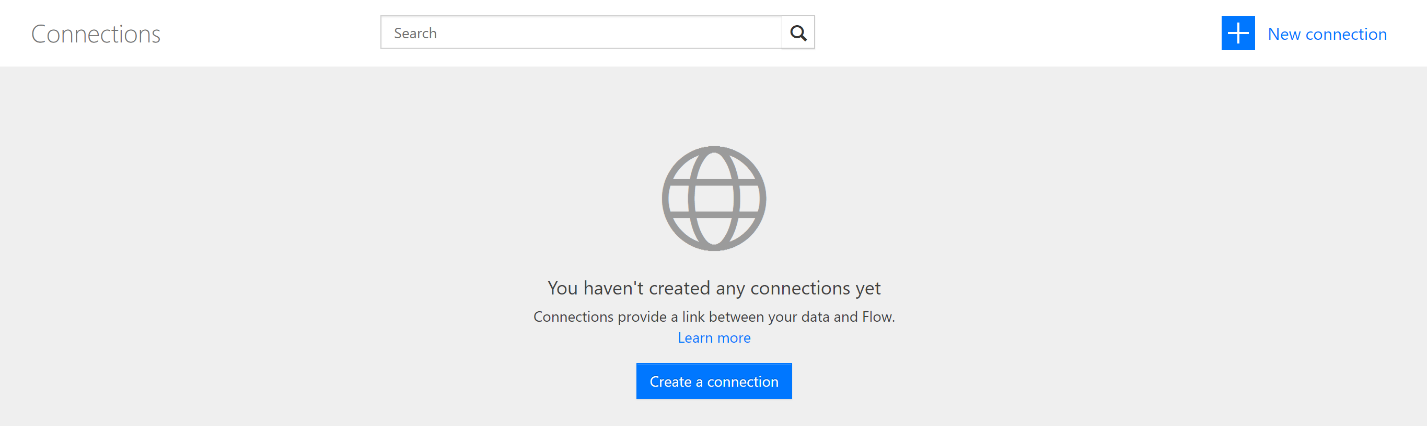 Connections
Search
New connection
You haven't created any connections yet
Connections provide a link between your data and Flow.
Learn more
Create a connection